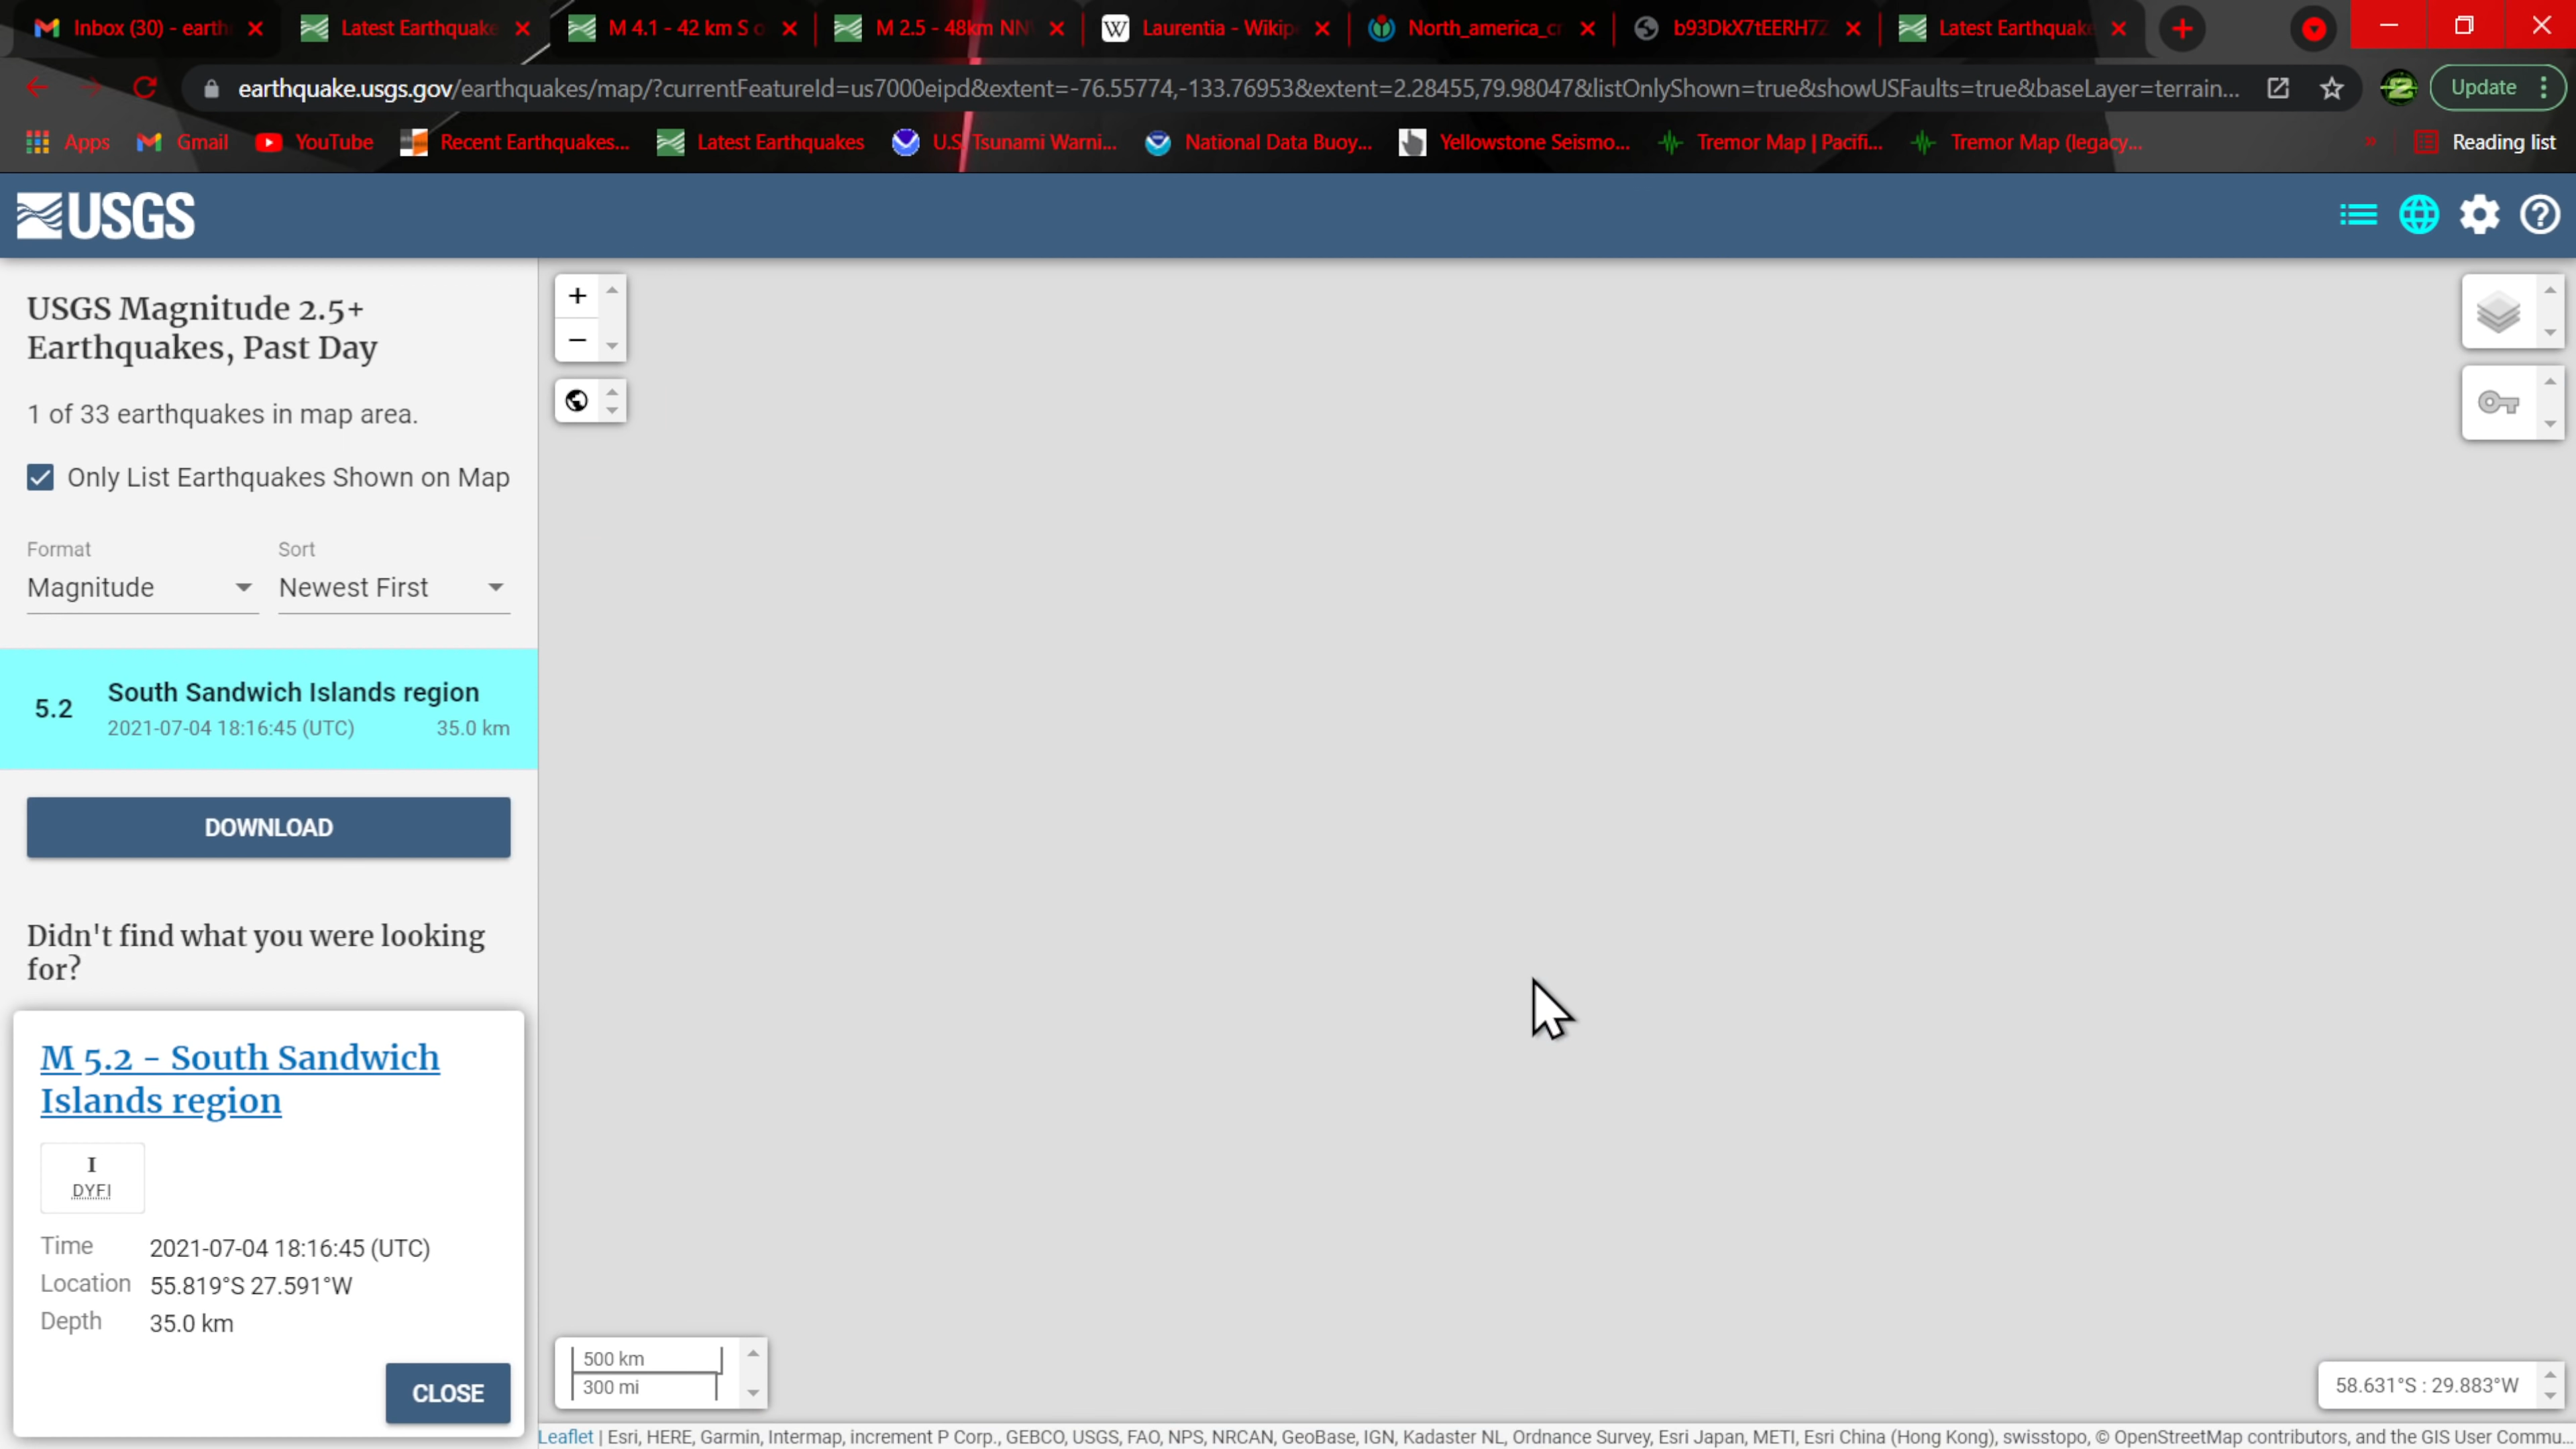 Inbox (30) - earth
Latest Earthquake
M 4.1 - 42 km S o
M 2.5 - 48km NN
Laurentia - Wikip
North_america_cr
b93DkX7tEERH7Z
Latest Earthquake
earthquake.usgs.gov/earthquakes/map/?currentFeatureId=us7000eipd&extent=-76.55774,-133.76953&extent=2.28455,79.98047&listOnlyShown=true&showUSFaults=true&baseLayer=terrain...
Update
Apps
Gmail
YouTube
Recent Earthquakes...
Latest Earthquakes
U.S. Tsunami Warni...
National Data Buoy...
Yellowstone Seismo...
Tremor Map | Pacifi...
Tremor Map (legacy...
Reading list
USGS
USGS Magnitude 2.5+
Earthquakes, Past Day
1 of 33 earthquakes in map area.
Only List Earthquakes Shown on Map
Format
Sort
Magnitude
Newest First
5.2
South Sandwich Islands region
2021-07-04 18:16:45 (UTC)
35.0 km
DOWNLOAD
Didn't find what you were looking
for?
M 5.2 - South Sandwich
Islands region
I
DYFI
Time 2021-07-04 18:16:45 (UTC)
Location 55.819°S 27.591°W
Depth 35.0 km
CLOSE
+
−
500 km
300 mi
58.631°S : 29.883°W
Leaflet | Esri, HERE, Garmin, Intermap, increment P Corp., GEBCO, USGS, FAO, NPS, NRCAN, GeoBase, IGN, Kadaster NL, Ordnance Survey, Esri Japan, METI, Esri China (Hong Kong), swisstopo, © OpenStreetMap contributors, and the GIS User Commu...